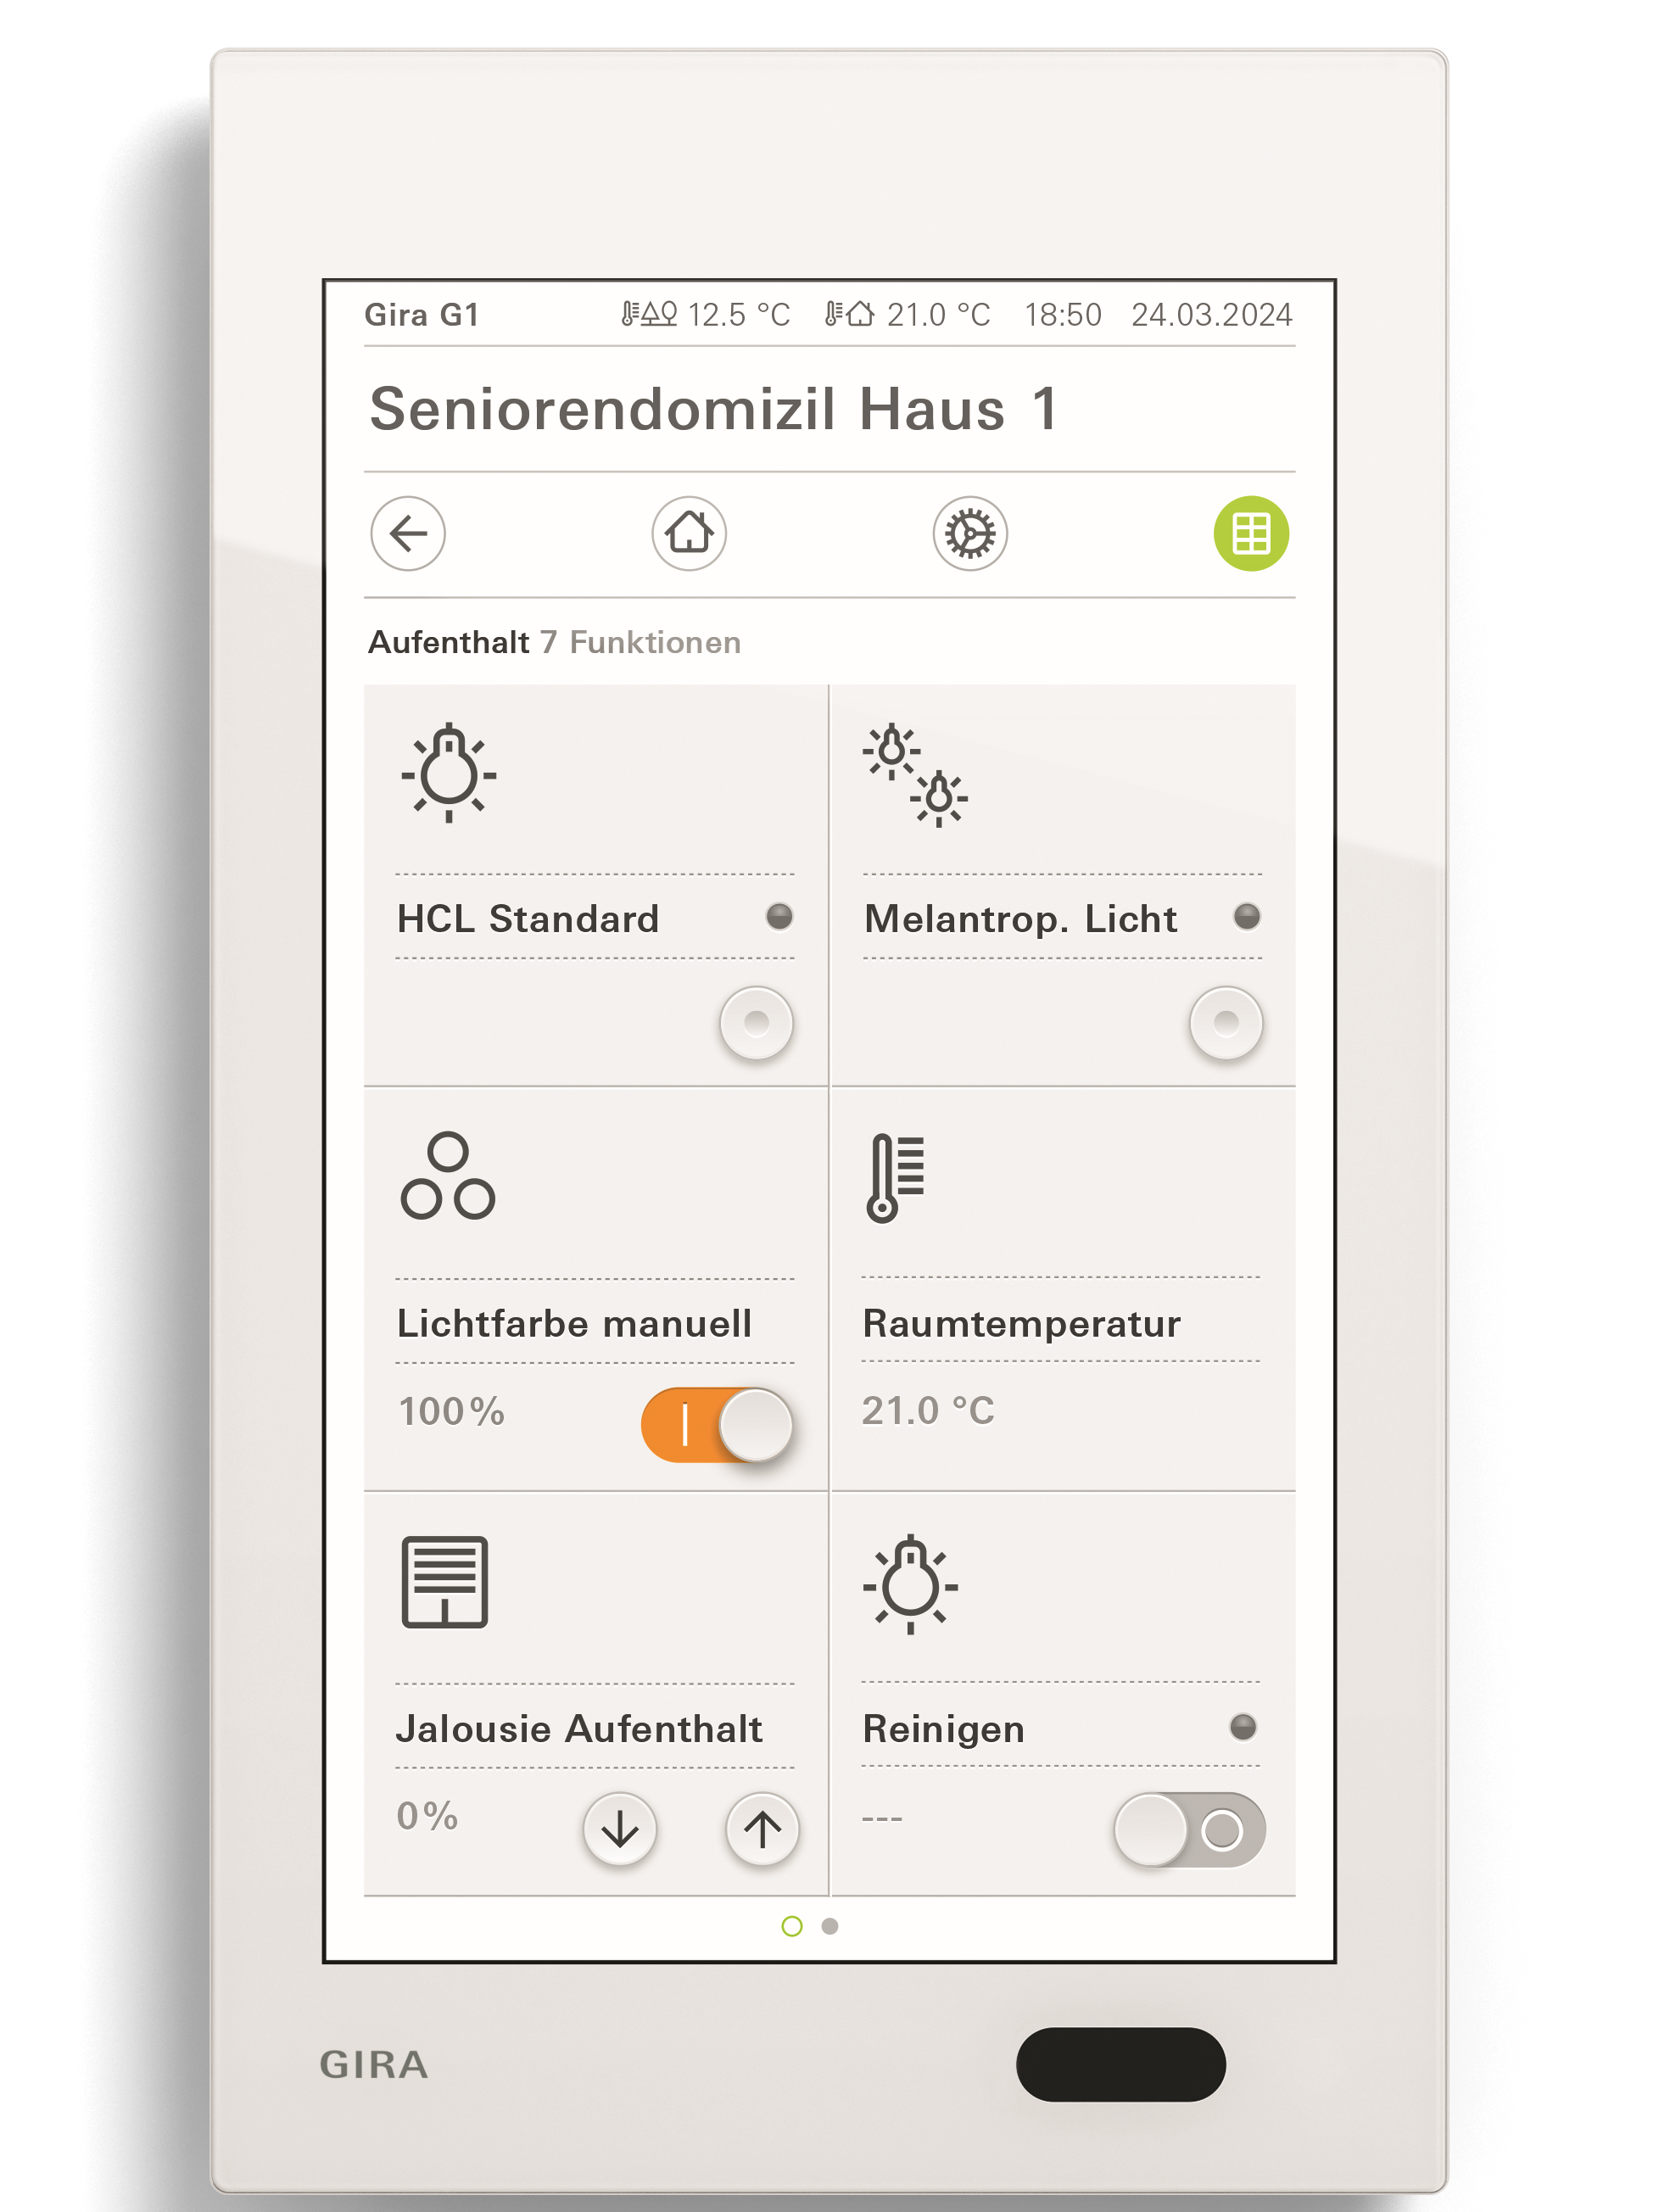 Gira G1 12.5 °C 21.0 °C 18:50 24.03.2024
Seniorendomizil Haus 1
Aufenthalt 7 Funktionen
HCL Standard
Melantrop. Licht
Lichtfarbe manuell
100%
Raumtemperatur
21.0 °C
Jalousie Aufenthalt
0%
Reinigen
---
GIRA